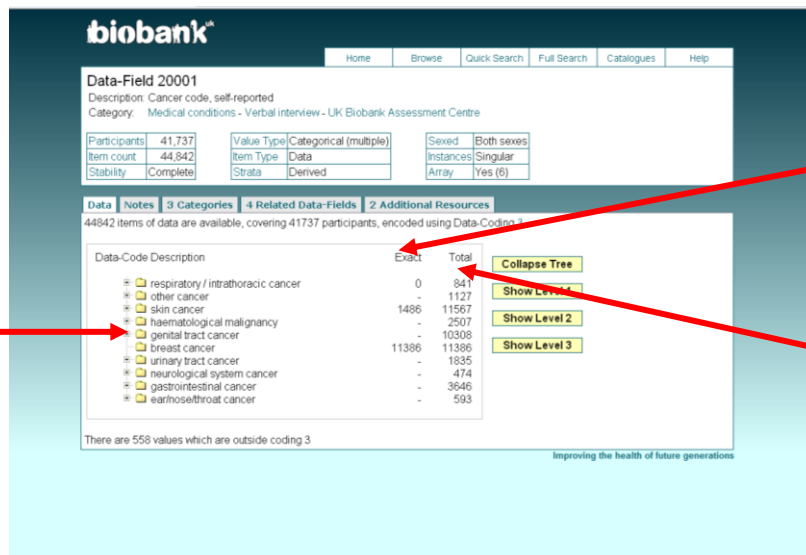 biobank uk
Home Browse Quick Search Full Search Catalogues Help
Data-Field 20001
Description: Cancer code, self-reported
Category: Medical conditions - Verbal interview - UK Biobank Assessment Centre
Participants 41,737 Value Type Categorical (multiple) Sexed Both sexes
Item count 44,842 Item Type Data Instances Singular
Stability Complete Strata Derived Array Yes (6)
Data Notes 3 Categories 4 Related Data-Fields 2 Additional Resources
44842 items of data are available, covering 41737 participants, encoded using Data-Coding 3
Data-Code Description Exact Total
Collapse Tree
respiratory / intrathoracic cancer 0 841
other cancer - 1127
Show Level 1
skin cancer 1486 11567
haematological malignancy - 2507
Show Level 2
genital tract cancer - 10308
breast cancer 11386 11386
Show Level 3
urinary tract cancer - 1835
neurological system cancer - 474
gastrointestinal cancer - 3646
ear/nose/throat cancer - 593
There are 558 values which are outside coding 3
Improving the health of future generations